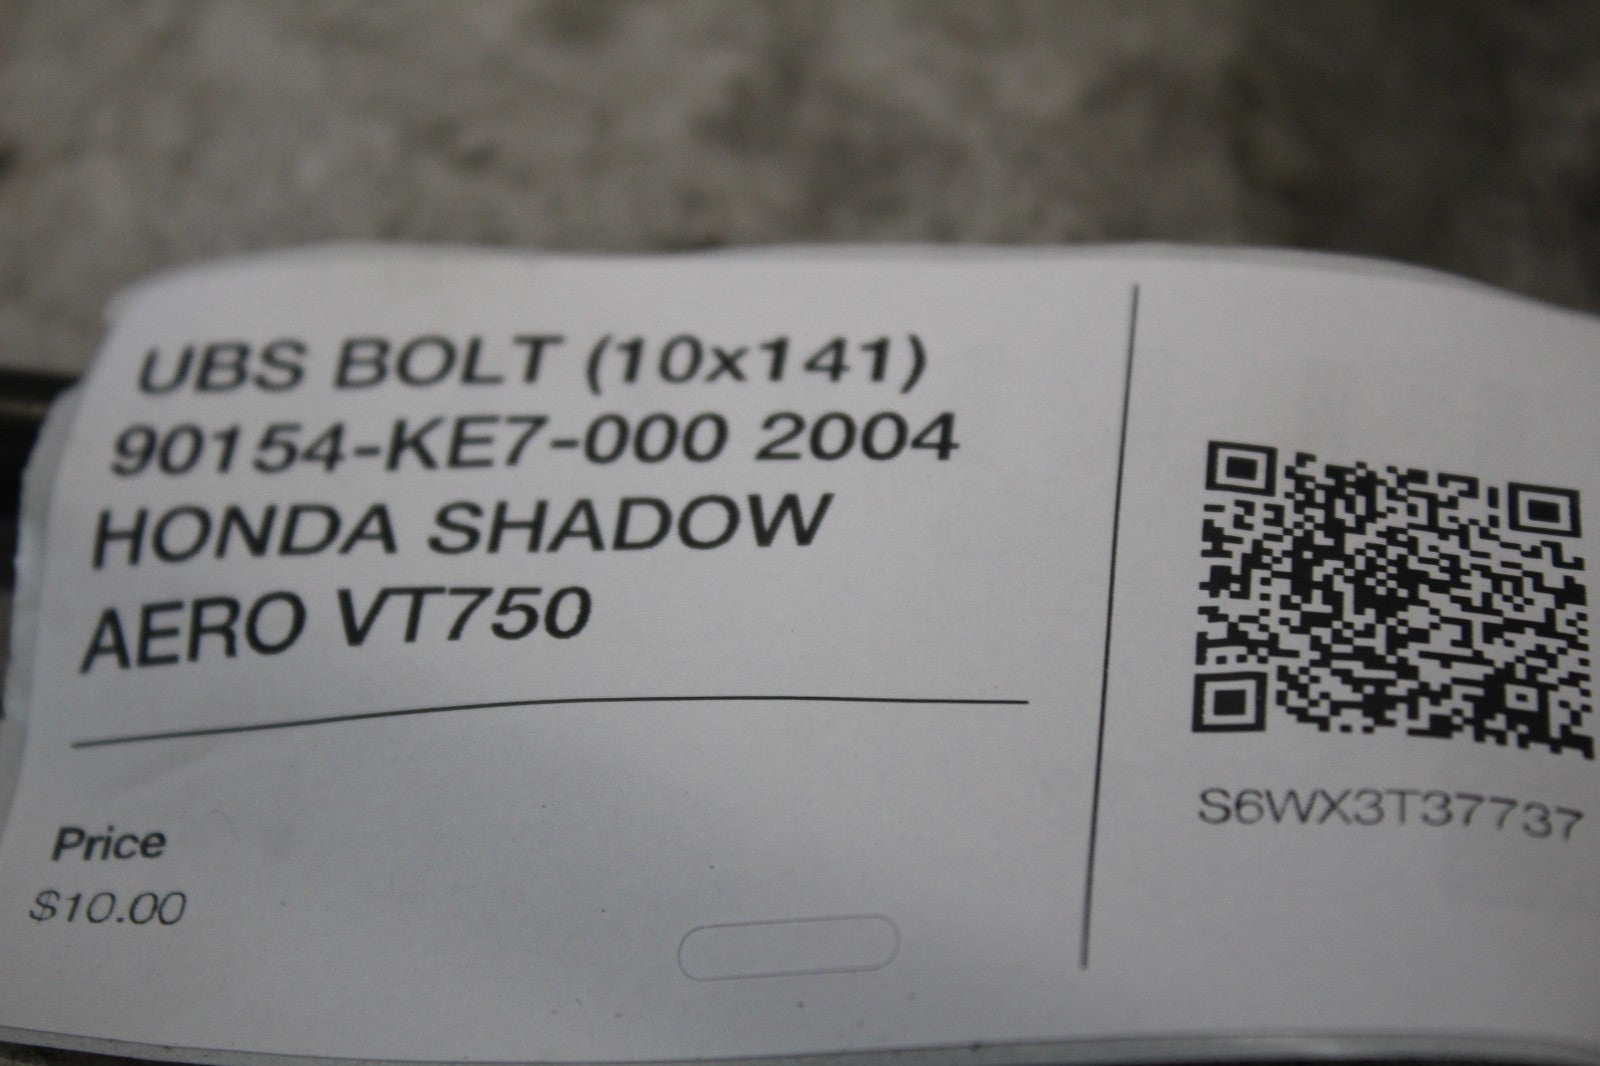 UBS BOLT (10x141)
90154-KE7-000 2004
HONDA SHADOW
AERO VT750
Price
$10.00
S6WX3T37737